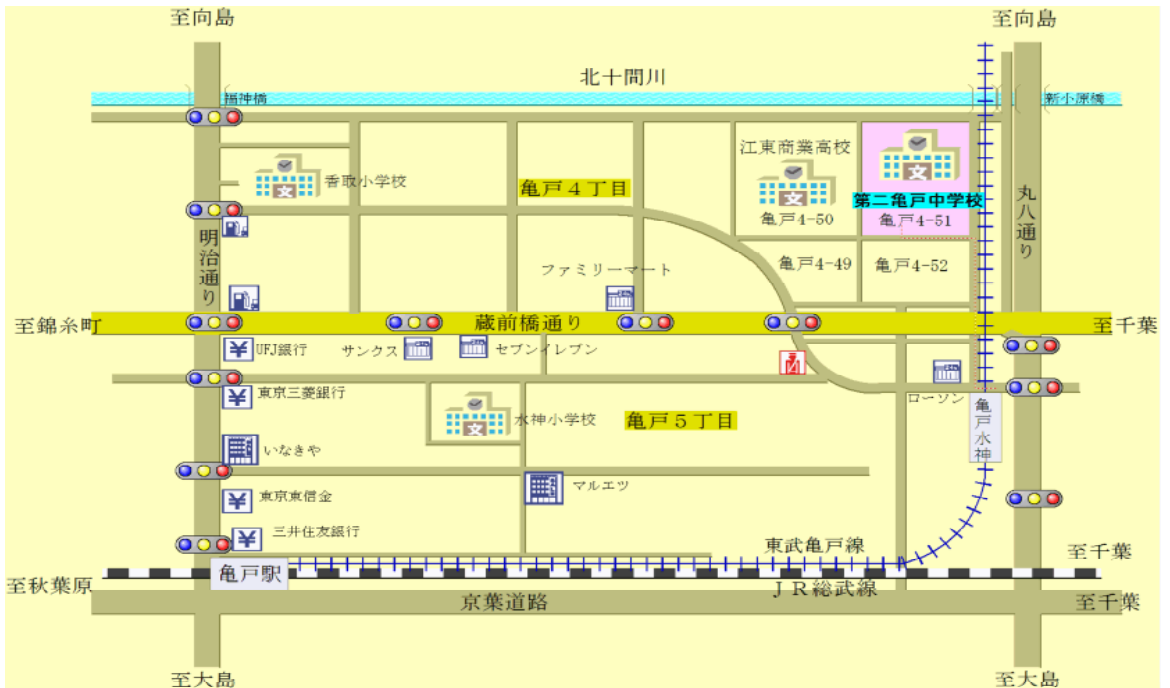 至向島
至向島
北十間川
福神橋
新小原橋
江東商業高校
香取小学校
亀戸４丁目
第二亀戸中学校
亀戸4-50
亀戸4-51
丸八通り
明治通り
ファミリーマート
亀戸4-49
亀戸4-52
至錦糸町
蔵前橋通り
至千葉
UFJ銀行
サンクス
セブンイレブン
東京三菱銀行
ローソン
水神小学校
亀戸５丁目
亀戸水神
いなきや
東京東信金
マルエツ
三井住友銀行
東武亀戸線
至千葉
亀戸駅
至秋葉原
ＪＲ総武線
京葉道路
至千葉
至大島
至大島